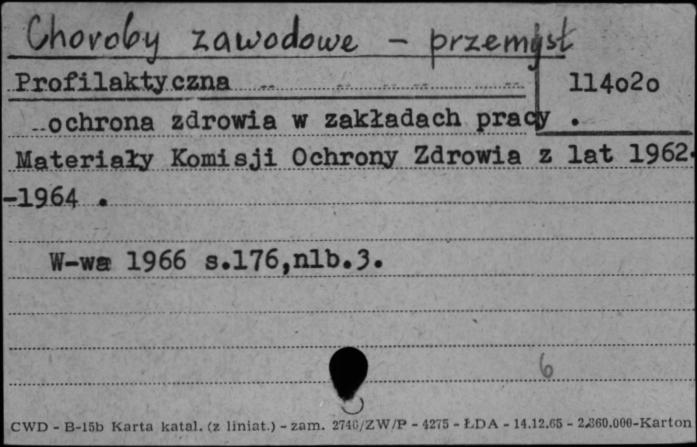 Choroby zawodowe - przemysł
Profilaktyczna 114o2o
ochrona zdrowia w zakładach pracy .
Materiały Komisji Ochrony Zdrowia z lat 1962-
-1964 .
W-wa 1966 s.176,nlb.3.
6
CWD - B-15b Karta katal. (z liniat.) - zam. 2746/ZW/P - 4275 - ŁDA - 14.12.65 - 2.360.000-Karton